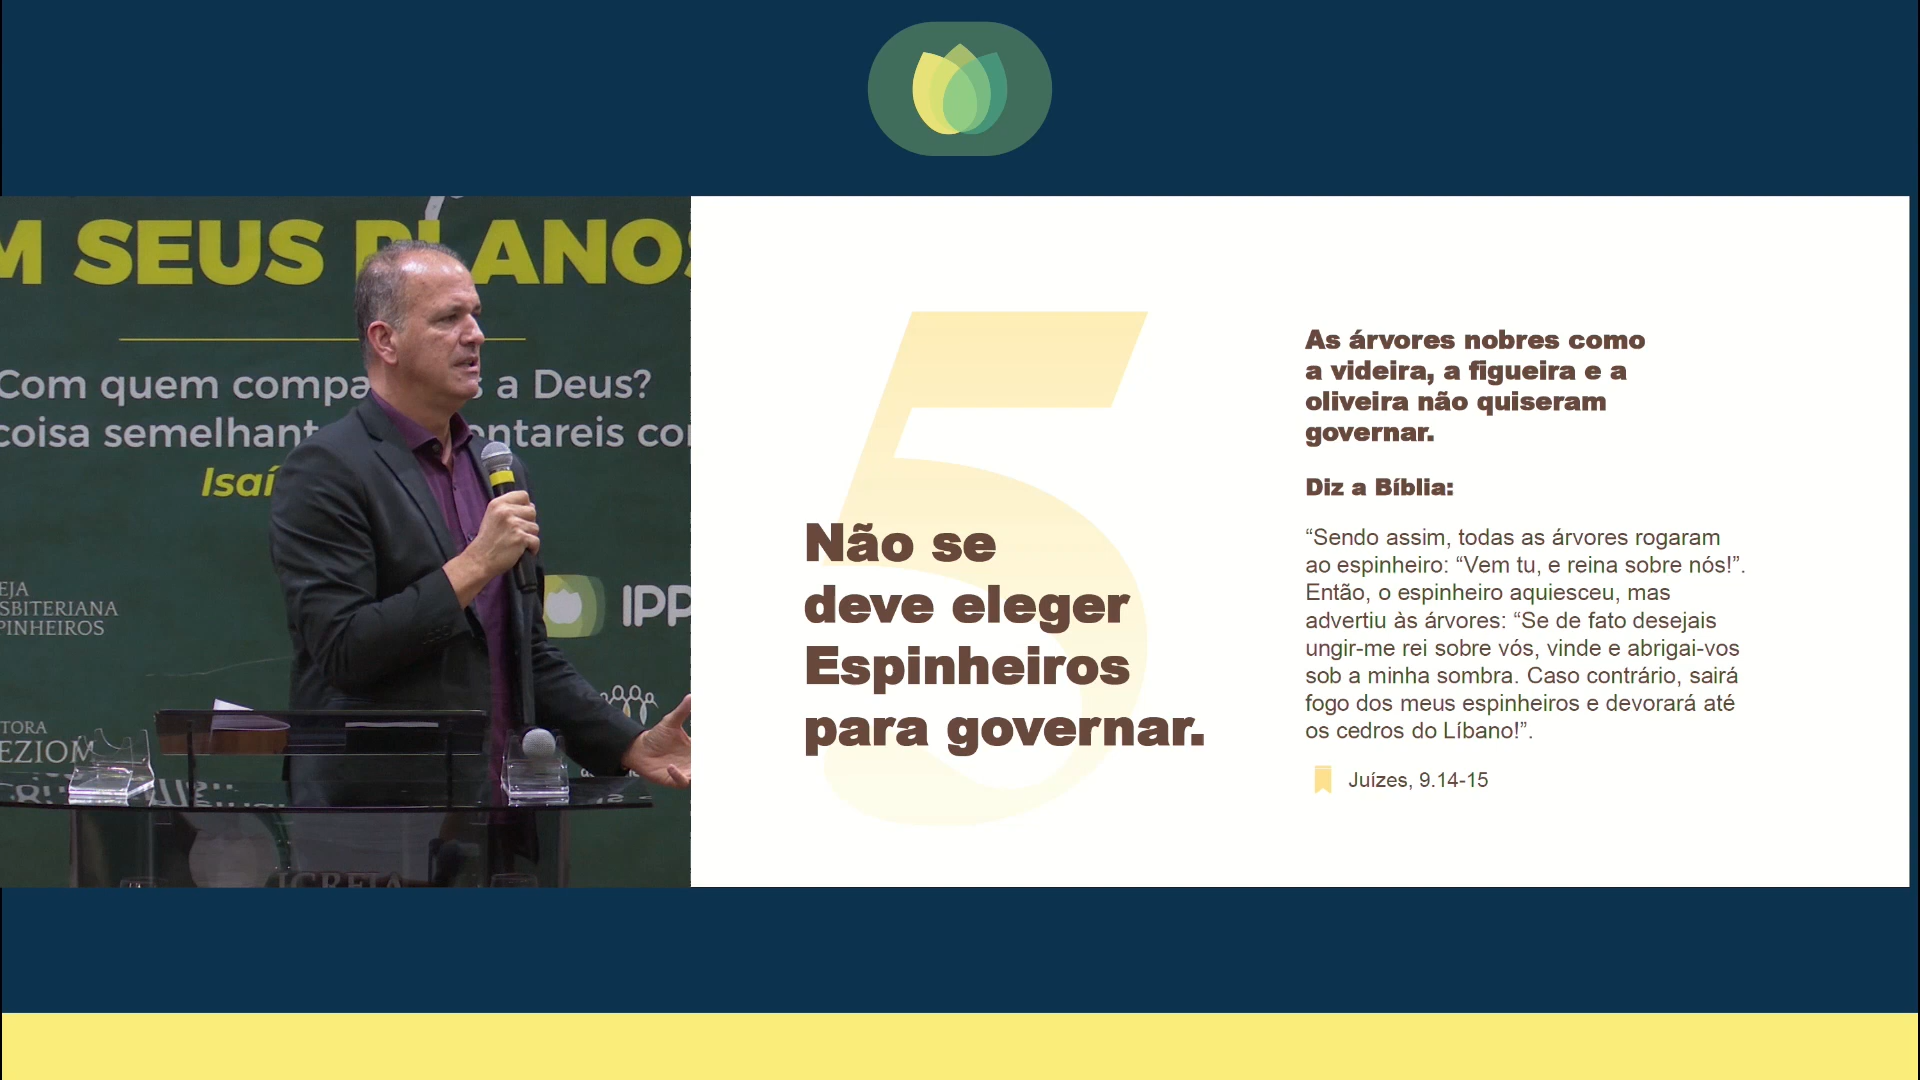 M SEUS PLANOS
Com quem compa s a Deus?
coisa semelhant ontareis co
Isaí
EJA
SBITERIANA
PINHEIROS
IPP
TORA
EZIOM
IGREJA
5
Não se
deve eleger
Espinheiros
para governar.
As árvores nobres como
a videira, a figueira e a
oliveira não quiseram
governar.
Diz a Bíblia:
“Sendo assim, todas as árvores rogaram
ao espinheiro: “Vem tu, e reina sobre nós!”.
Então, o espinheiro aquiesceu, mas
advertiu às árvores: “Se de fato desejais
ungir-me rei sobre vós, vinde e abrigai-vos
sob a minha sombra. Caso contrário, sairá
fogo dos meus espinheiros e devorará até
os cedros do Líbano!”.
Juízes, 9.14-15